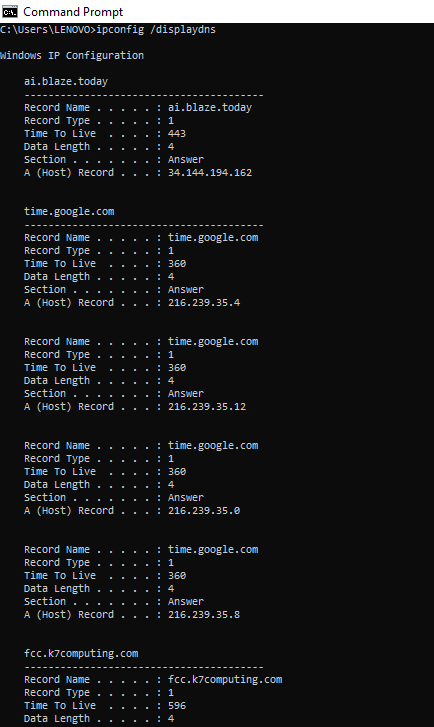 Command Prompt
C:\Users\LENOVO>ipconfig /displaydns
Windows IP Configuration
ai.blaze.today
----------------------------------------
Record Name . . . . . : ai.blaze.today
Record Type . . . . . : 1
Time To Live  . . . . : 443
Data Length . . . . . : 4
Section . . . . . . . : Answer
A (Host) Record . . . : 34.144.194.162
time.google.com
----------------------------------------
Record Name . . . . . : time.google.com
Record Type . . . . . : 1
Time To Live  . . . . : 360
Data Length . . . . . : 4
Section . . . . . . . : Answer
A (Host) Record . . . : 216.239.35.4
Record Name . . . . . : time.google.com
Record Type . . . . . : 1
Time To Live  . . . . : 360
Data Length . . . . . : 4
Section . . . . . . . : Answer
A (Host) Record . . . : 216.239.35.12
Record Name . . . . . : time.google.com
Record Type . . . . . : 1
Time To Live  . . . . : 360
Data Length . . . . . : 4
Section . . . . . . . : Answer
A (Host) Record . . . : 216.239.35.0
Record Name . . . . . : time.google.com
Record Type . . . . . : 1
Time To Live  . . . . : 360
Data Length . . . . . : 4
Section . . . . . . . : Answer
A (Host) Record . . . : 216.239.35.8
fcc.k7computing.com
----------------------------------------
Record Name . . . . . : fcc.k7computing.com
Record Type . . . . . : 1
Time To Live  . . . . : 596
Data Length . . . . . : 4